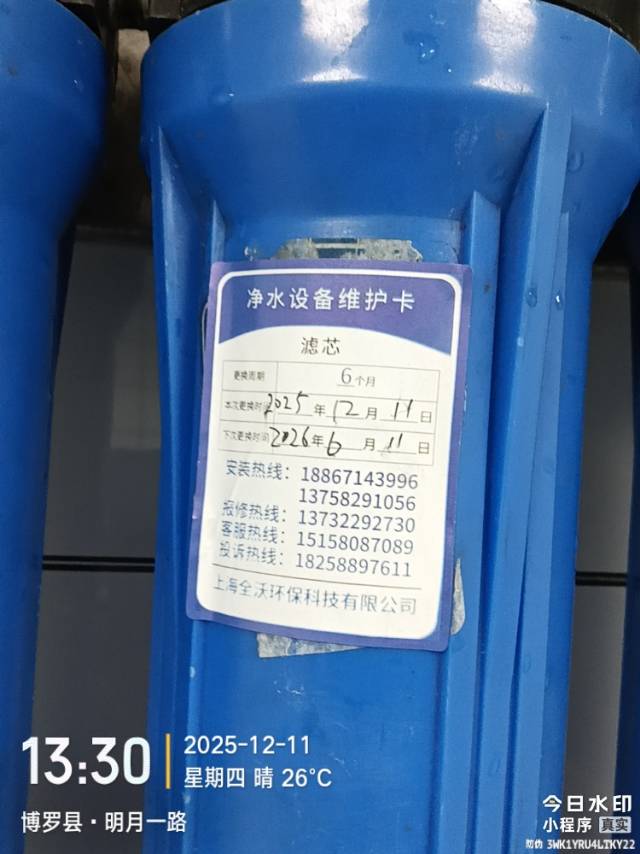 净水设备维护卡
滤芯
更换周期 6个月
本次更换时间 2025年 12月 11日
下次更换时间 2026年 6月 11日
安装热线：18867143996
13758291056
报修热线：13732292730
客服热线：15158087089
投诉热线：18258897611
上海全沃环保科技有限公司
13:30
2025-12-11
星期四 晴 26℃
博罗县·明月一路
今日水印
小程序 真实
防伪 3WK1YRU4LTKY22